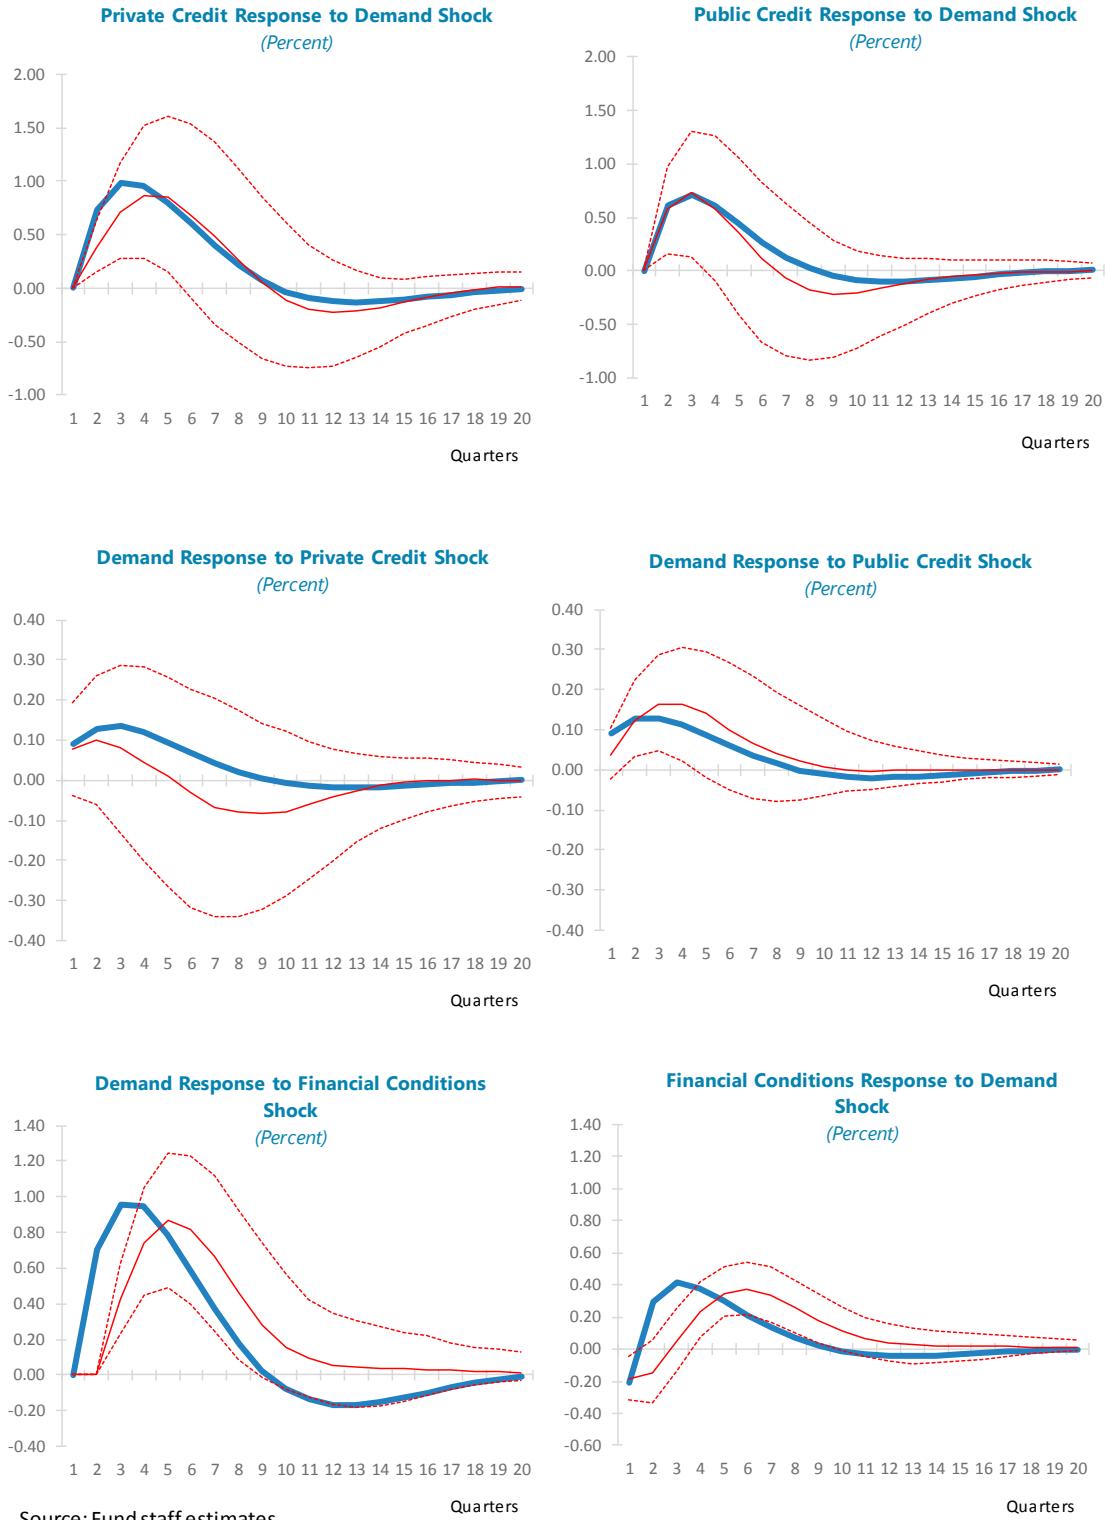 Private Credit Response to Demand Shock
(Percent)
2.00
1.50
1.00
0.50
0.00
-0.50
-1.00
1 2 3 4 5 6 7 8 9 10 11 12 13 14 15 16 17 18 19 20
Quarters
Public Credit Response to Demand Shock
(Percent)
2.00
1.50
1.00
0.50
0.00
-0.50
-1.00
1 2 3 4 5 6 7 8 9 10 11 12 13 14 15 16 17 18 19 20
Quarters
Demand Response to Private Credit Shock
(Percent)
0.40
0.30
0.20
0.10
0.00
-0.10
-0.20
-0.30
-0.40
1 2 3 4 5 6 7 8 9 10 11 12 13 14 15 16 17 18 19 20
Quarters
Demand Response to Public Credit Shock
(Percent)
0.40
0.30
0.20
0.10
0.00
-0.10
-0.20
-0.30
-0.40
1 2 3 4 5 6 7 8 9 10 11 12 13 14 15 16 17 18 19 20
Quarters
Demand Response to Financial Conditions
Shock
(Percent)
1.40
1.20
1.00
0.80
0.60
0.40
0.20
0.00
-0.20
-0.40
1 2 3 4 5 6 7 8 9 10 11 12 13 14 15 16 17 18 19 20
Quarters
Financial Conditions Response to Demand
Shock
(Percent)
1.40
1.20
1.00
0.80
0.60
0.40
0.20
0.00
-0.20
-0.40
-0.60
1 2 3 4 5 6 7 8 9 10 11 12 13 14 15 16 17 18 19 20
Quarters
Source: Fund staff estimates